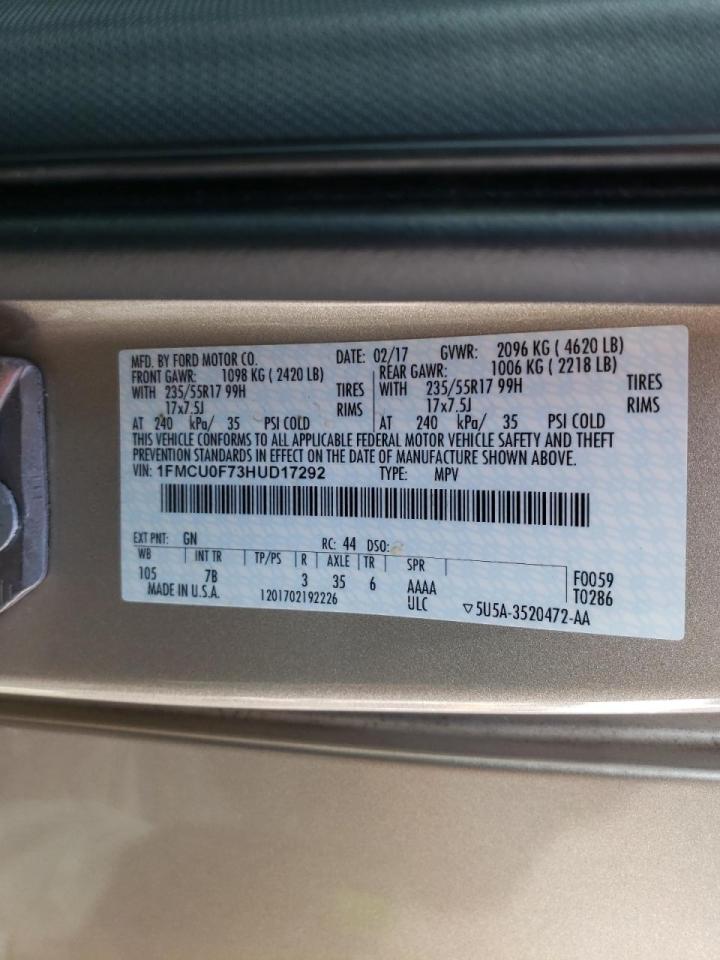 MFD. BY FORD MOTOR CO. DATE: 02/17 GVWR: 2096 KG ( 4620 LB)
FRONT GAWR: 1098 KG ( 2420 LB) REAR GAWR: 1006 KG ( 2218 LB)
WITH 235/55R17 99H TIRES WITH 235/55R17 99H TIRES
17x7.5J RIMS 17x7.5J RIMS
AT 240 kPa/ 35 PSI COLD AT 240 kPa/ 35 PSI COLD
THIS VEHICLE CONFORMS TO ALL APPLICABLE FEDERAL MOTOR VEHICLE SAFETY AND THEFT
PREVENTION STANDARDS IN EFFECT ON THE DATE OF MANUFACTURE SHOWN ABOVE.
VIN: 1FMCU0F73HUD17292 TYPE: MPV
EXT PNT: GN RC: 44 DSO:
WB INT TR TP/PS R AXLE TR SPR
105 7B 3 35 6 AAAA F0059
MADE IN U.S.A. 1201702192226 ULC ▽5U5A-3520472-AA T0286